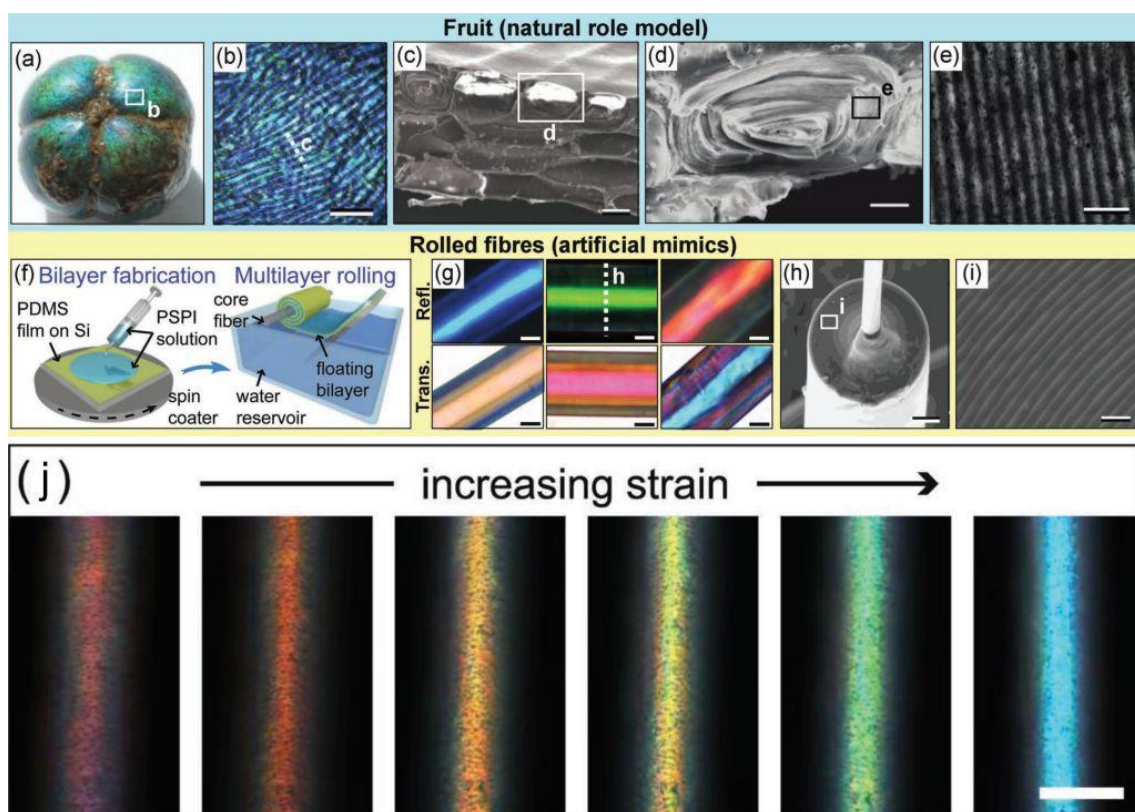 Fruit (natural role model)
(a)
b
(b)
c
(c)
d
(d)
e
(e)
Rolled fibres (artificial mimics)
(f)
Bilayer fabrication
Multilayer rolling
PDMS
film on Si
PSPI
solution
spin
coater
core
fiber
water
reservoir
floating
bilayer
(g)
Refl.
Trans.
h
(h)
i
(i)
(j)
increasing strain